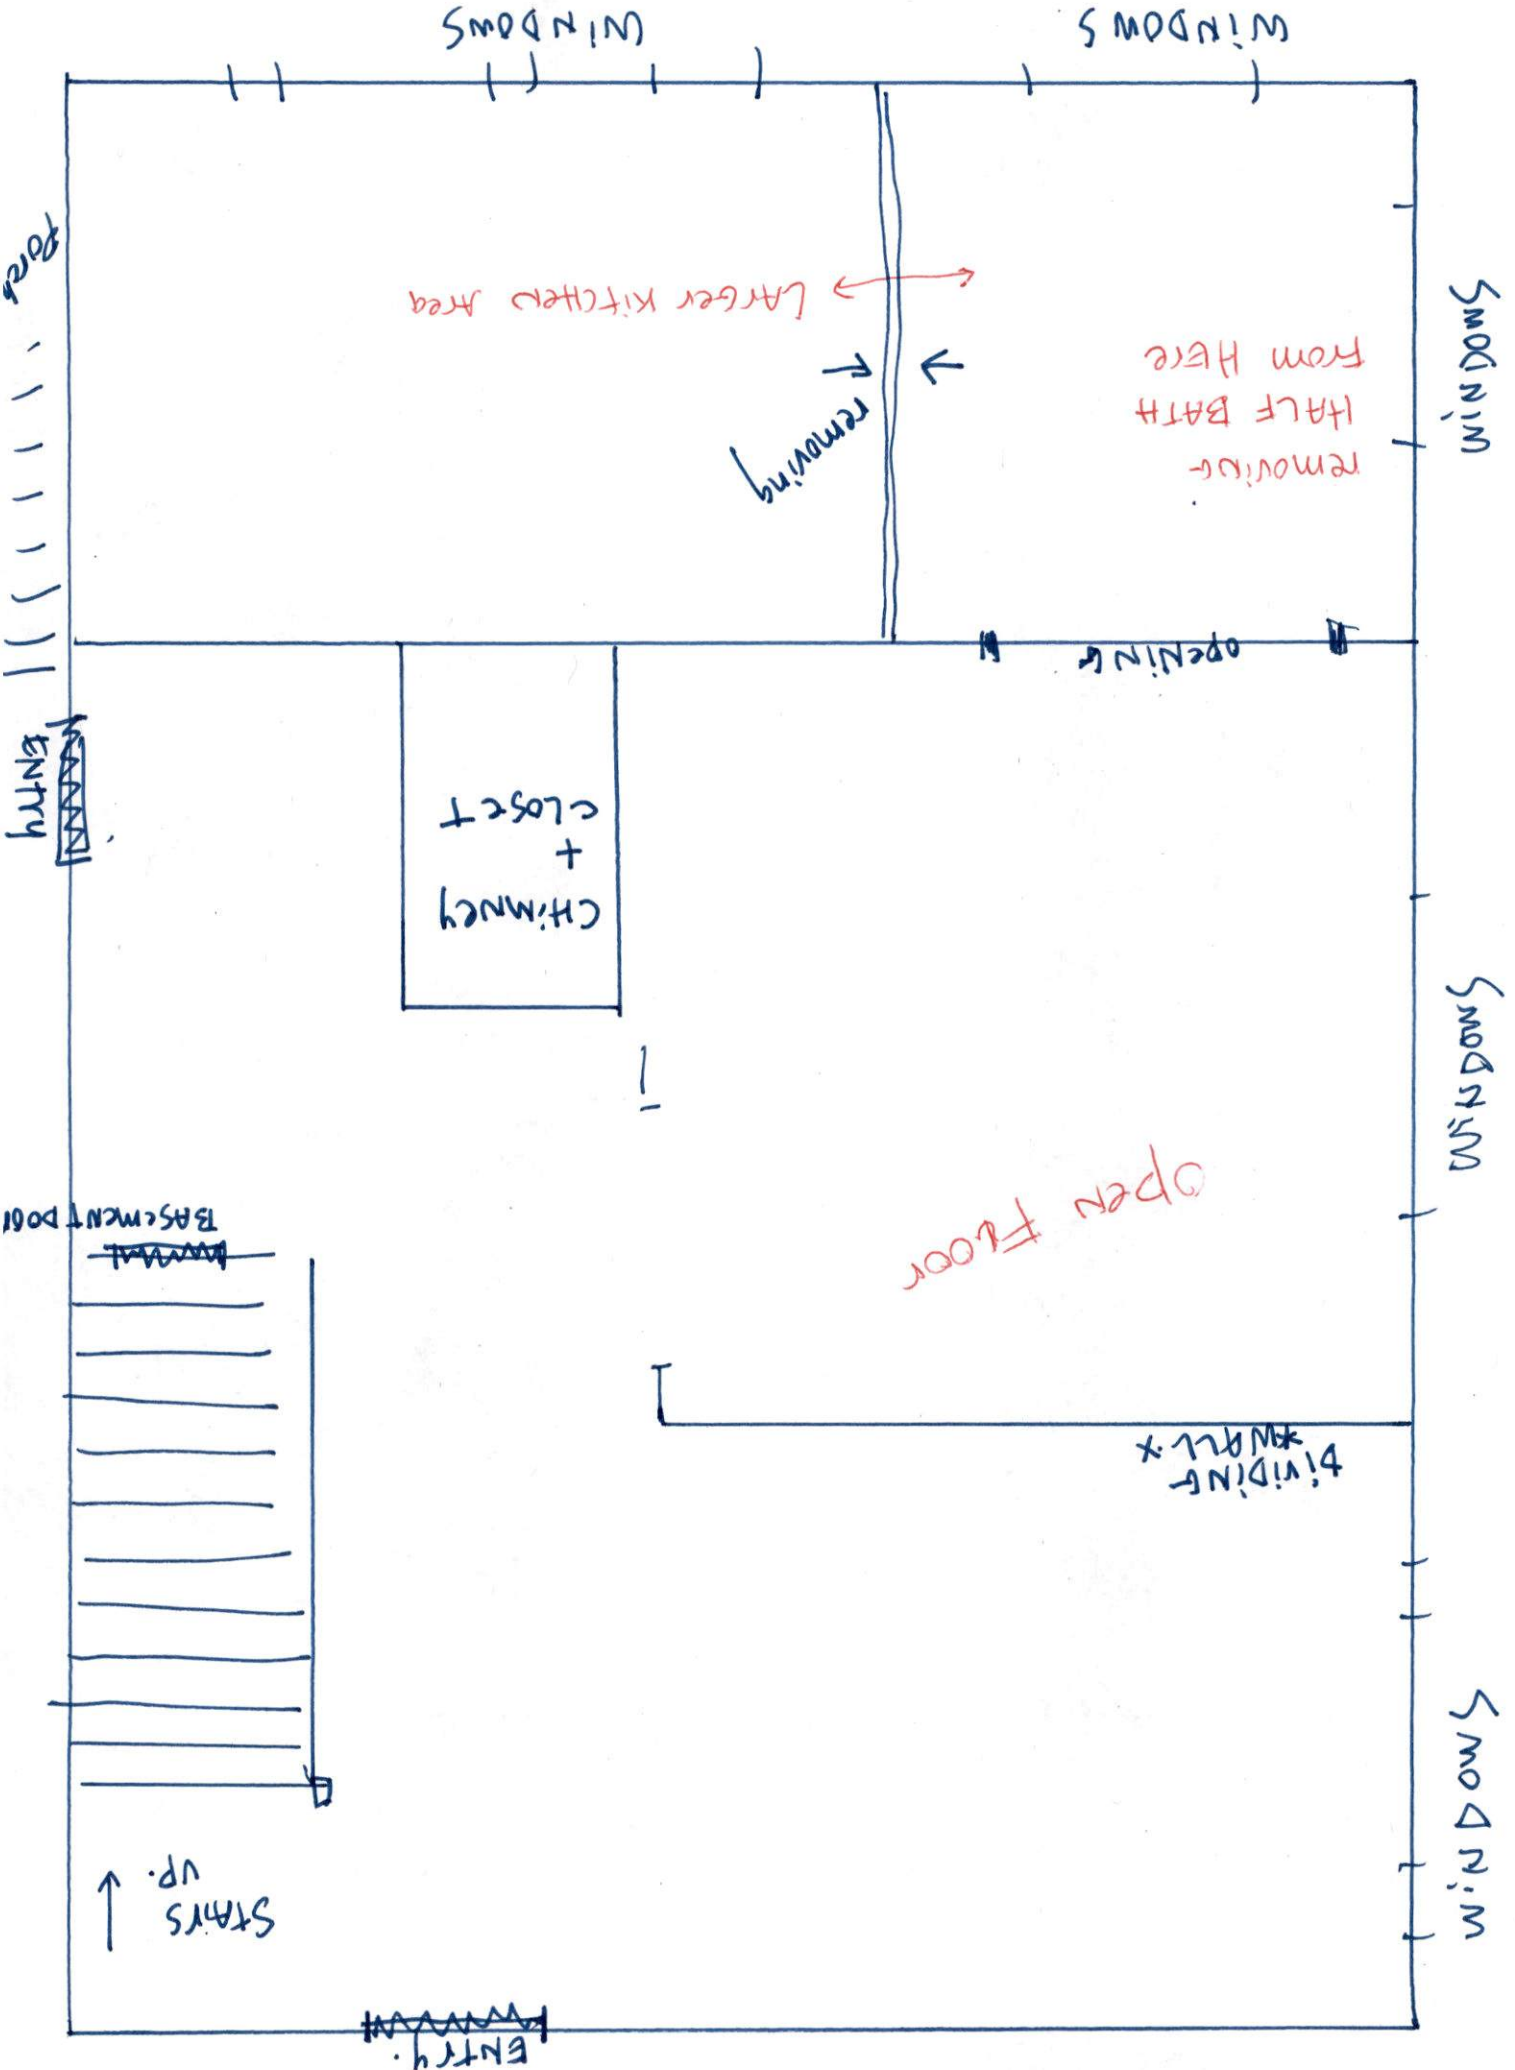 ENTry.
STAirS
UP.
WiNDOWS
DiViDiNG
*WALL*
OPEN FLOOr
BASEMENT DOOr
WiNDOWS
CHiMNEY
+
CLOSET
ENTry
OPENiNG
removiNG
HALF BATH
From HEre
removing
LArGer KiTCHEN Area
WiNDOWS
Porch
WiNDOWS
WiNDOWS